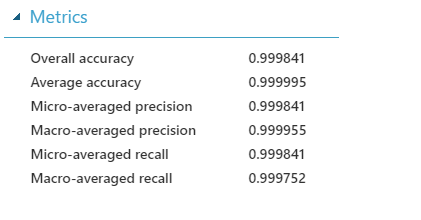 Metrics
Overall accuracy 0.999841
Average accuracy 0.999995
Micro-averaged precision 0.999841
Macro-averaged precision 0.999955
Micro-averaged recall 0.999841
Macro-averaged recall 0.999752